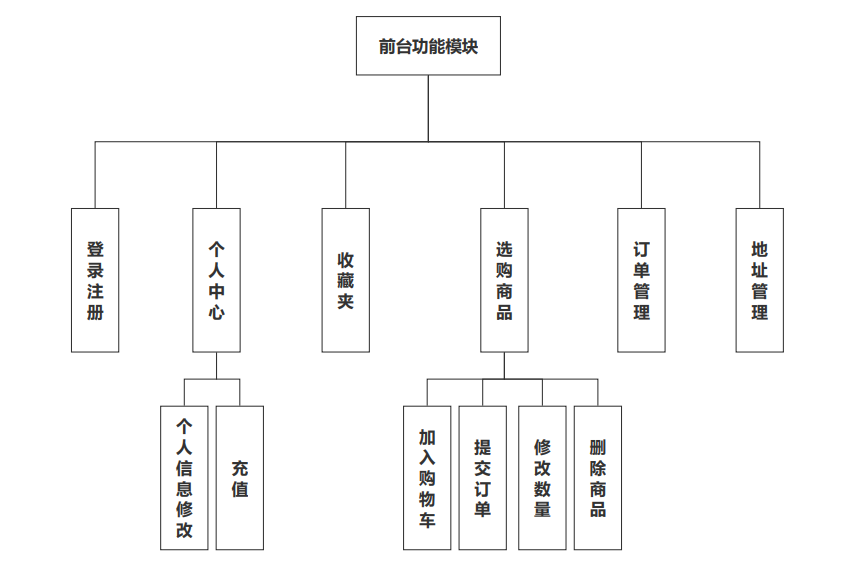 前台功能模块
登录注册
个人中心
收藏夹
选购商品
订单管理
地址管理
个人信息修改
充值
加入购物车
提交订单
修改数量
删除商品